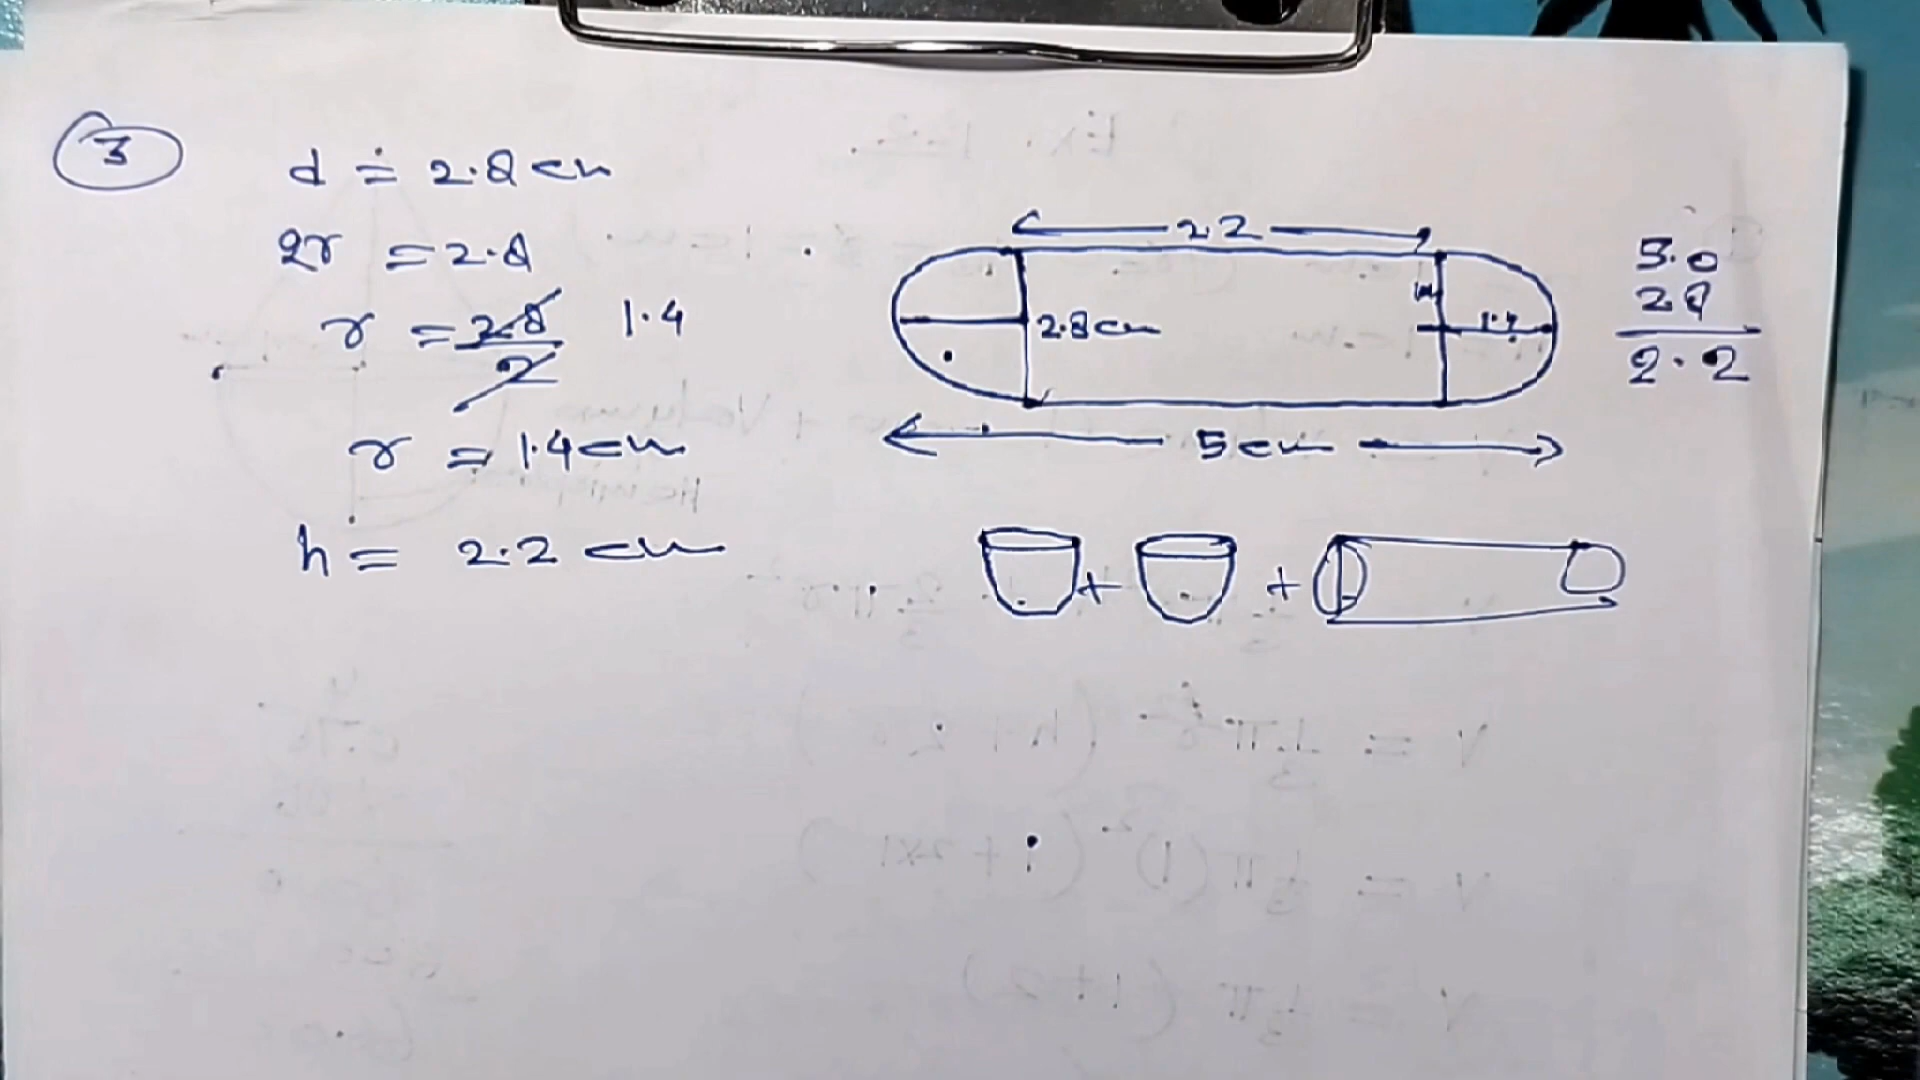 3
d = 2.8 cm
2r = 2.8
r = 2.8/2 1.4
r = 1.4 cm
h = 2.2 cm
2.2
2.8 cm
1.4
5 cm
5.0
2.8
2.2
+ +